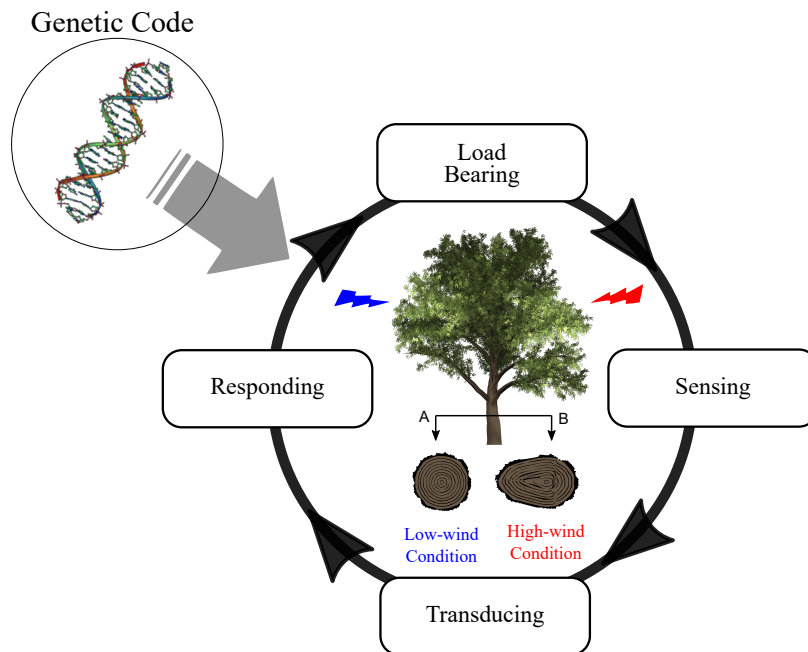 Genetic Code
Load
Bearing
Responding
Sensing
A
B
Low-wind
Condition
High-wind
Condition
Transducing